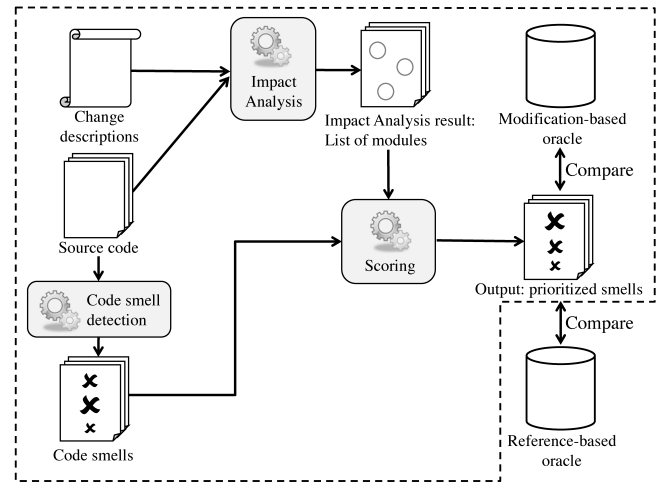 Change
descriptions
Impact
Analysis
Impact Analysis result:
List of modules
Modification-based
oracle
Compare
Source code
Scoring
Output: prioritized smells
Code smell
detection
Compare
Code smells
Reference-based
oracle